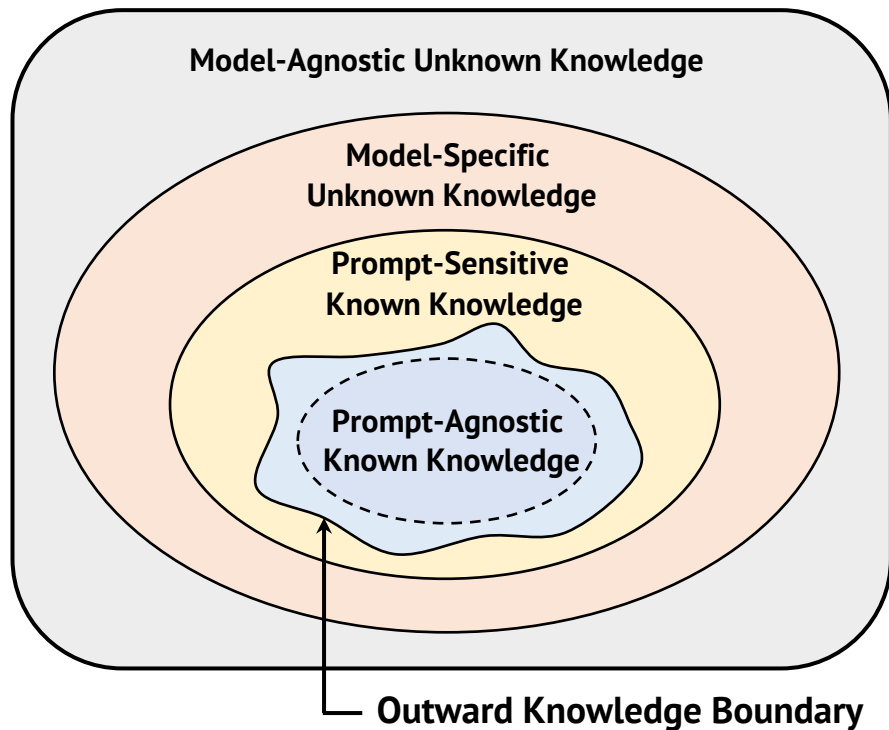 Model-Agnostic Unknown Knowledge
Model-Specific
Unknown Knowledge
Prompt-Sensitive
Known Knowledge
Prompt-Agnostic
Known Knowledge
Outward Knowledge Boundary